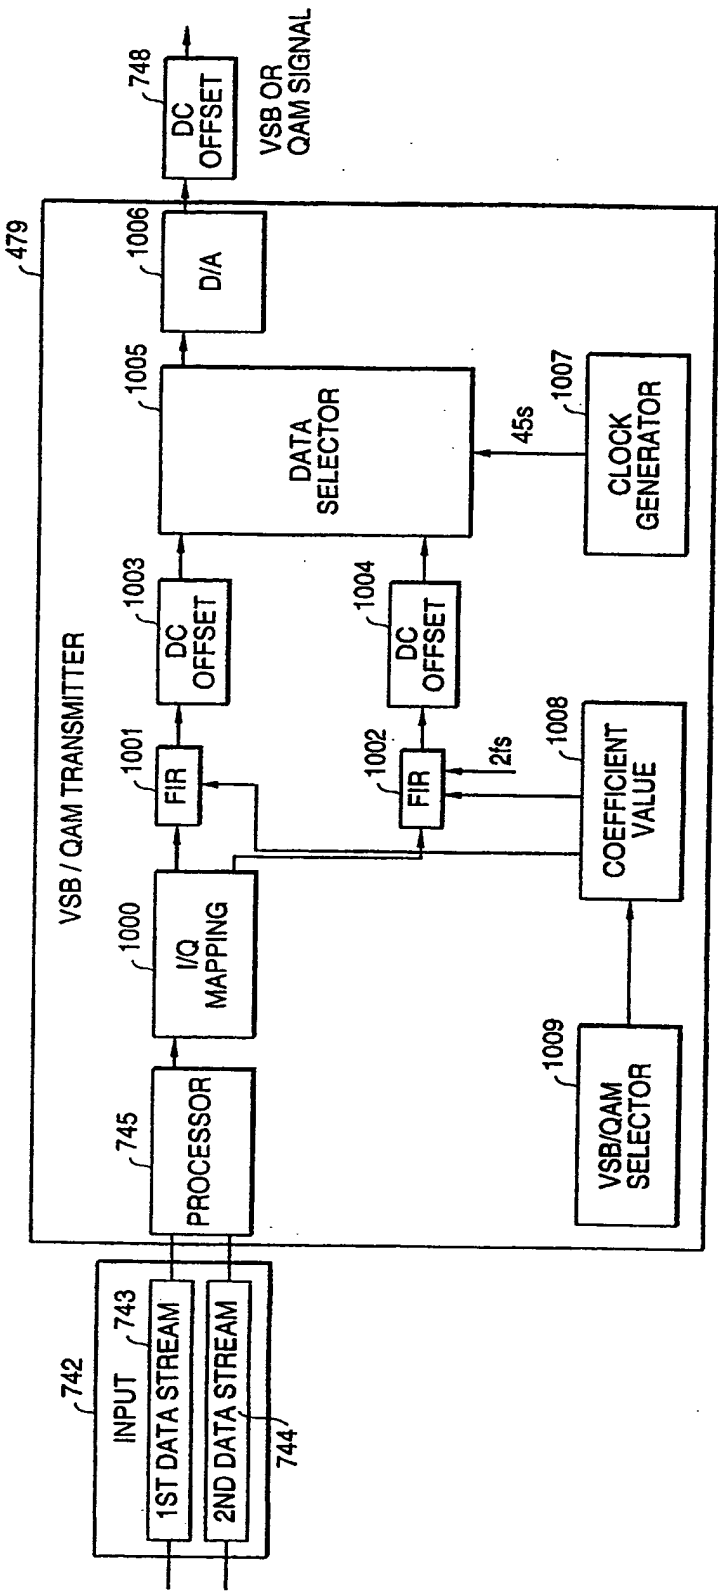 479
VSB / QAM TRANSMITTER
742
INPUT
743
1ST DATA STREAM
2ND DATA STREAM
744
745
PROCESSOR
1000
I/Q
MAPPING
1001
FIR
1002
FIR
2fs
1003
DC
OFFSET
1004
DC
OFFSET
1005
DATA
SELECTOR
45s
1006
D/A
748
DC
OFFSET
VSB OR
QAM SIGNAL
1009
VSB/QAM
SELECTOR
1008
COEFFICIENT
VALUE
1007
CLOCK
GENERATOR